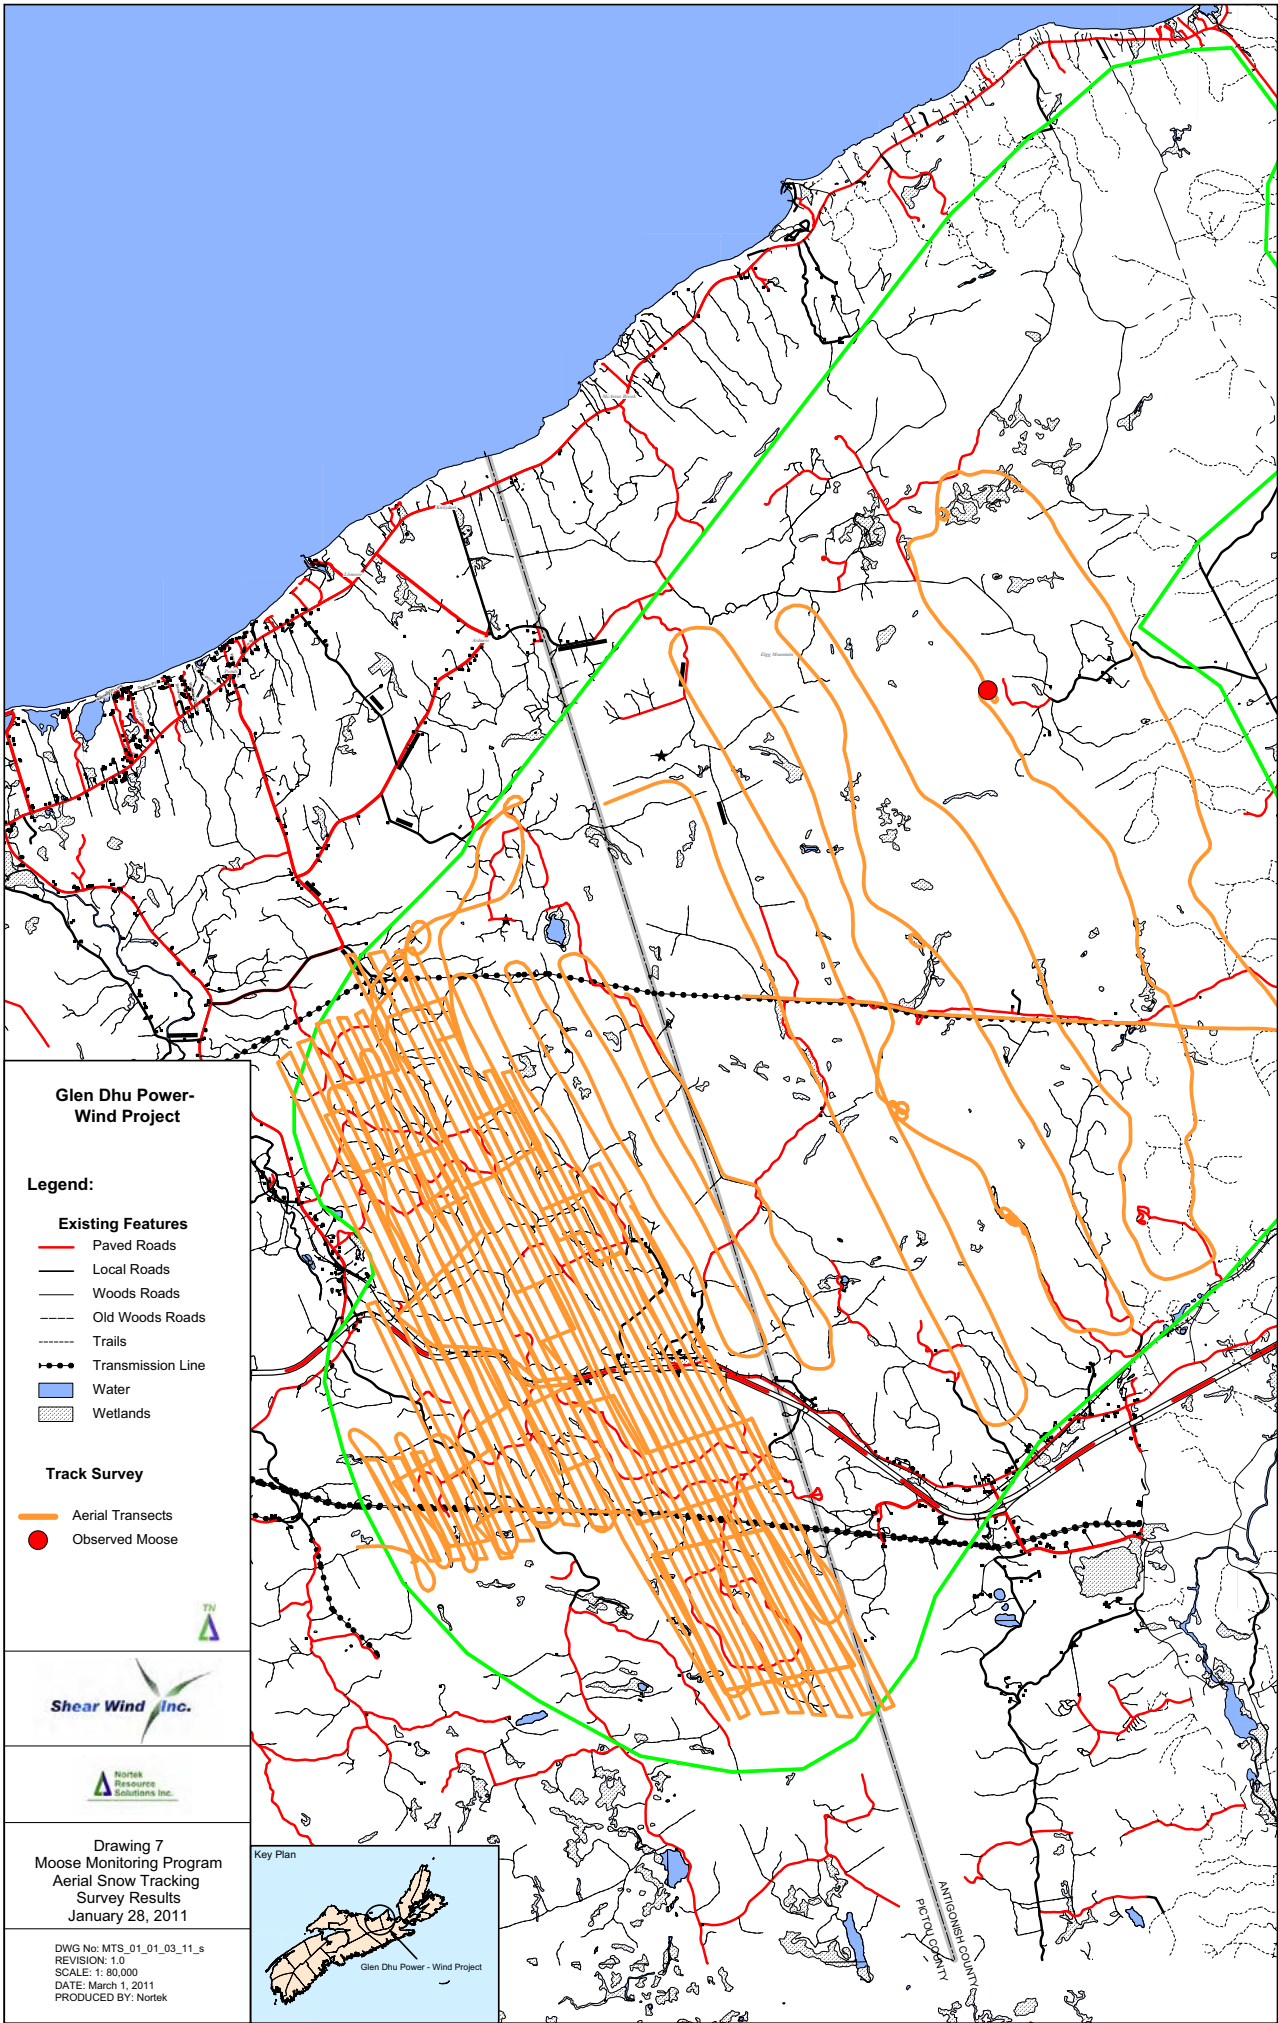 Glen Dhu Power-
Wind Project
Legend:
Existing Features
Paved Roads
Local Roads
Woods Roads
Old Woods Roads
Trails
Transmission Line
Water
Wetlands
Track Survey
Aerial Transects
Observed Moose
TN
Shear Wind Inc.
Nortek
Resource
Solutions Inc.
Drawing 7
Moose Monitoring Program
Aerial Snow Tracking
Survey Results
January 28, 2011
DWG No: MTS_01_01_03_11_s
REVISION: 1.0
SCALE: 1: 80,000
DATE: March 1, 2011
PRODUCED BY: Nortek
Key Plan
Glen Dhu Power - Wind Project
ANTIGONISH COUNTY
PICTOU COUNTY
Eigg Mountain